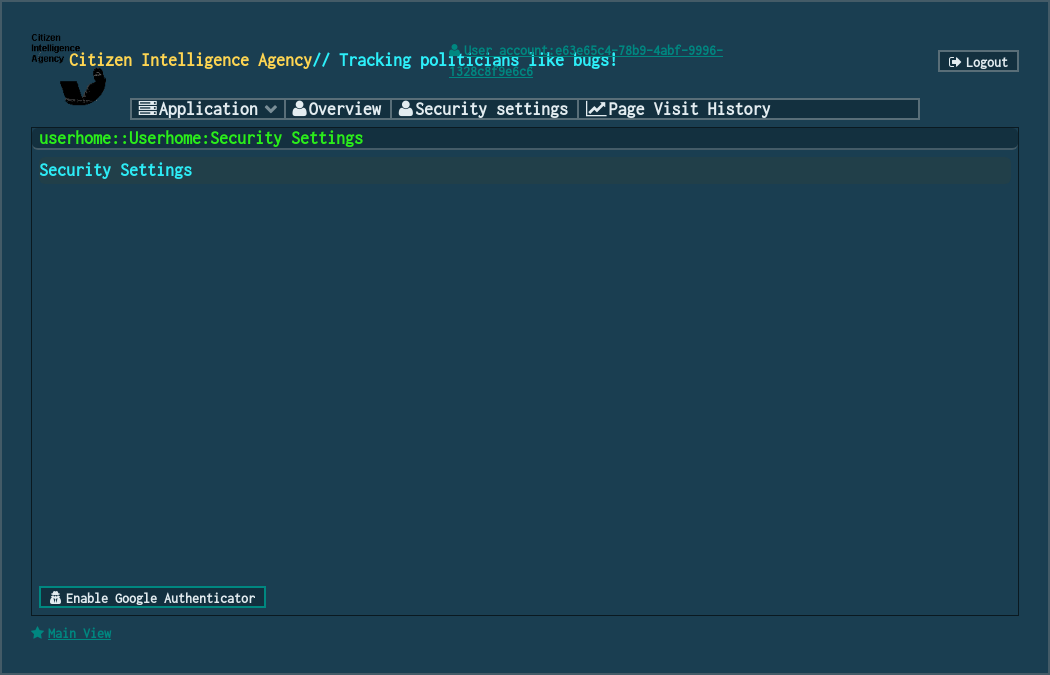 Citizen
Intelligence
Agency
Citizen Intelligence Agency// Tracking politicians like bugs!
User account:e63e65c4-78b9-4abf-9996-
1328c8f9e6c6
Logout
Application Overview Security settings Page Visit History
userhome::Userhome:Security Settings
Security Settings
Enable Google Authenticator
Main View